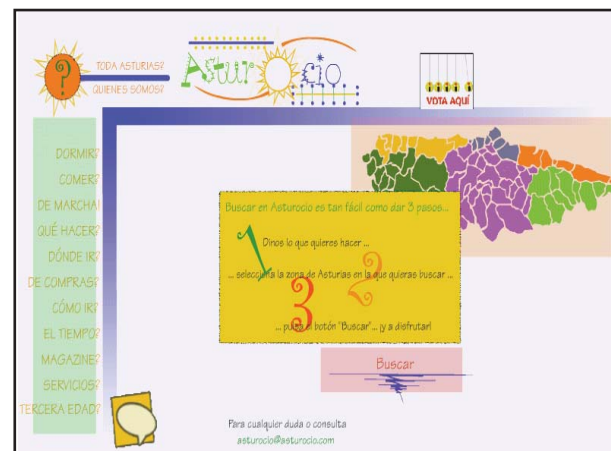 ?
TODA ASTURIAS?
QUIENES SOMOS?
Asturocio
VOTA AQUÍ
DORMIR?
COMER?
DE MARCHA!
QUÉ HACER?
DÓNDE IR?
DE COMPRAS?
CÓMO IR?
EL TIEMPO?
MAGAZINE?
SERVICIOS?
TERCERA EDAD?
Buscar en Asturocio es tan fácil como dar 3 pasos...
1
Dinos lo que quieres hacer ...
2
... selecciona la zona de Asturias en la que quieras buscar ...
3
... pulsa el botón "Buscar"... ¡y a disfrutar!
Buscar
Para cualquier duda o consulta
asturocio@asturocio.com